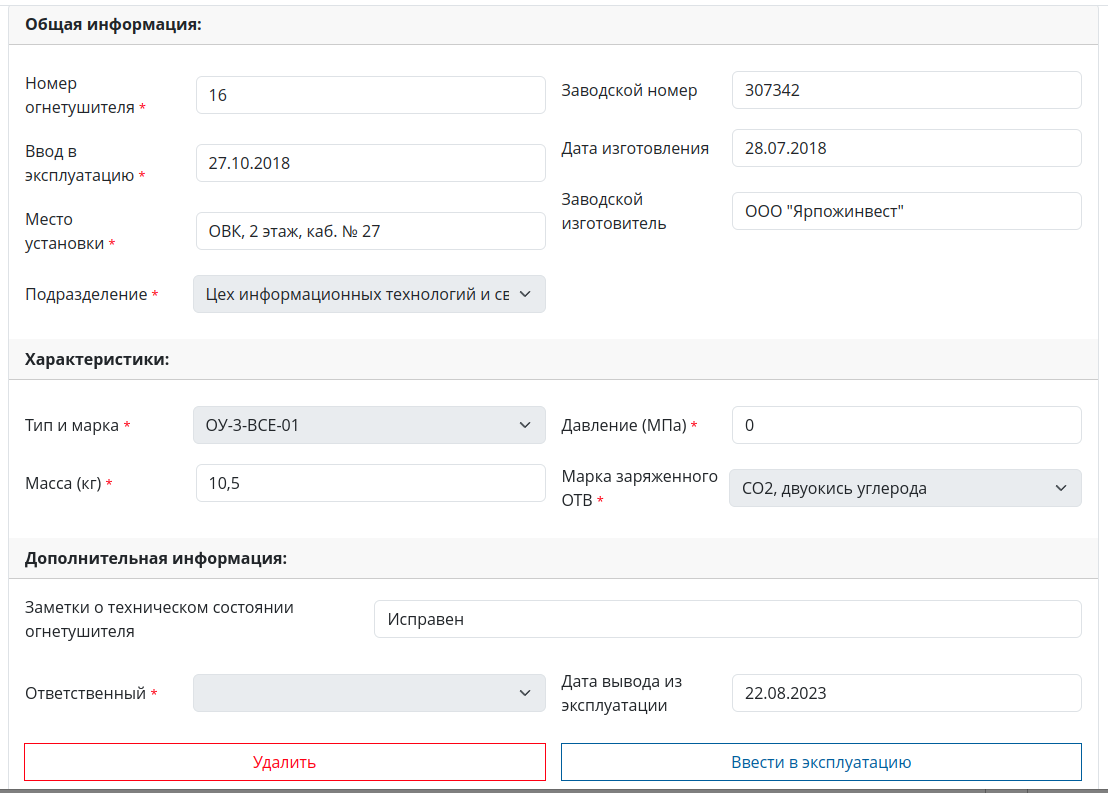 Общая информация:
Номер
огнетушителя *
16
Ввод в
эксплуатацию *
27.10.2018
Место
установки *
ОВК, 2 этаж, каб. № 27
Подразделение *
Цех информационных технологий и св
Заводской номер
307342
Дата изготовления
28.07.2018
Заводской
изготовитель
ООО "Ярпожинвест"
Характеристики:
Тип и марка *
ОУ-3-ВСЕ-01
Давление (МПа) *
0
Масса (кг) *
10,5
Марка заряженного
ОТВ *
СО2, двуокись углерода
Дополнительная информация:
Заметки о техническом состоянии
огнетушителя
Исправен
Ответственный *
Дата вывода из
эксплуатации
22.08.2023
Удалить
Ввести в эксплуатацию